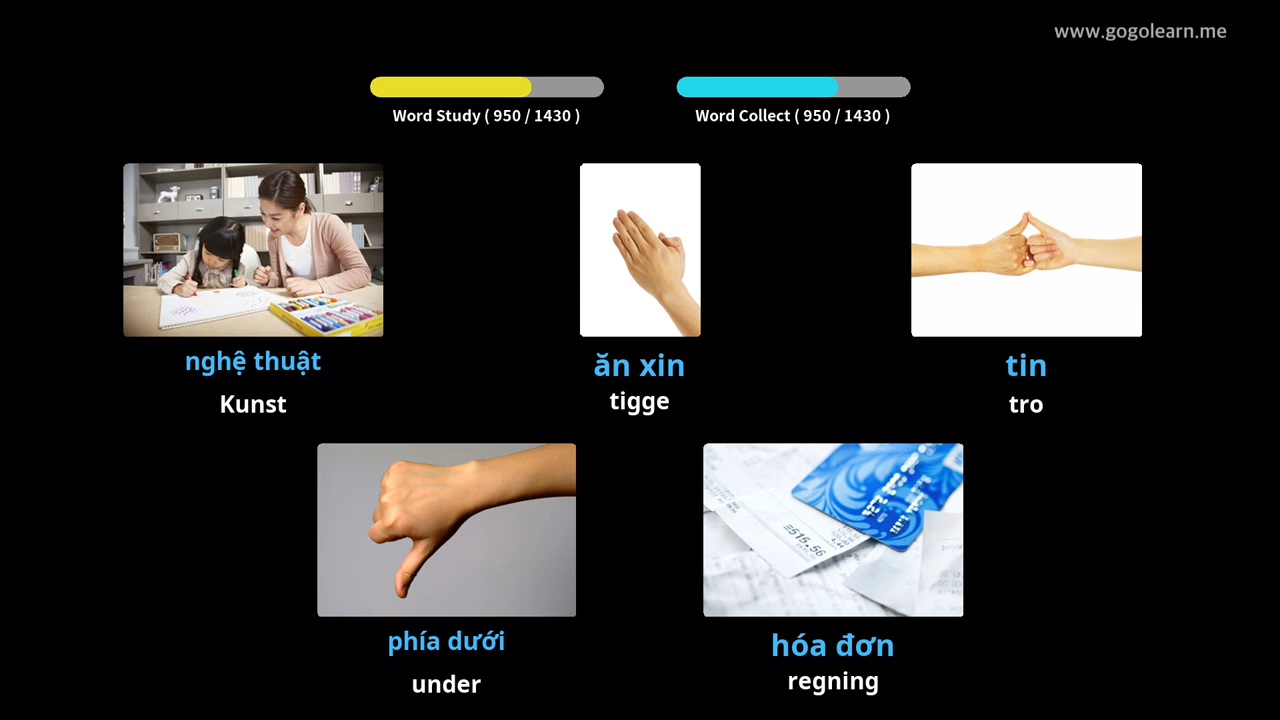 www.gogolearn.me
Word Study ( 950 / 1430 )
Word Collect ( 950 / 1430 )
nghệ thuật
Kunst
ăn xin
tigge
tin
tro
phía dưới
under
hóa đơn
regning